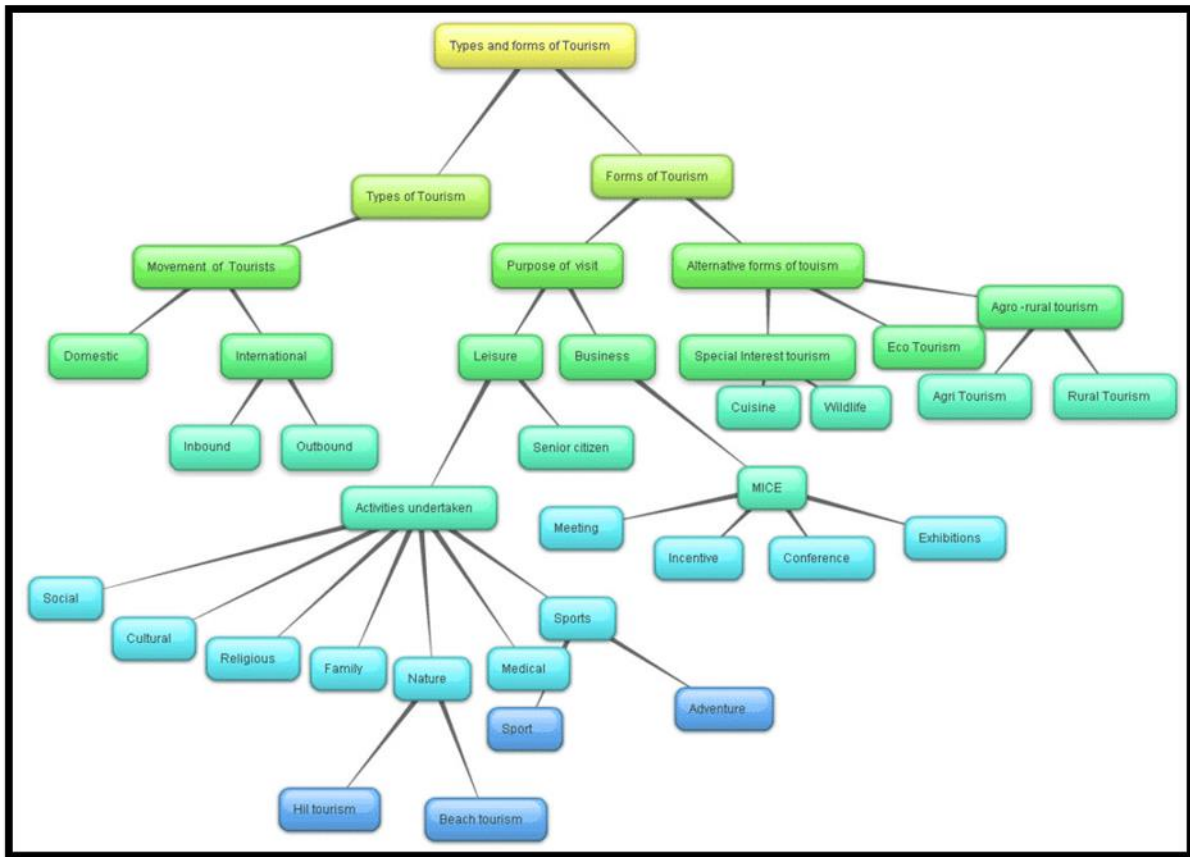 Types and forms of Tourism
Forms of Tourism
Types of Tourism
Movement of Tourists
Purpose of visit
Alternative forms of touism
Agro -rural tourism
Domestic
International
Leisure
Business
Special Interest tourism
Eco Tourism
Cuisine
Wildlife
Agri Tourism
Rural Tourism
Inbound
Outbound
Senior citizen
MICE
Activities undertaken
Meeting
Incentive
Conference
Exhibitions
Social
Cultural
Religious
Family
Nature
Medical
Sports
Sport
Adventure
Hil tourism
Beach tourism